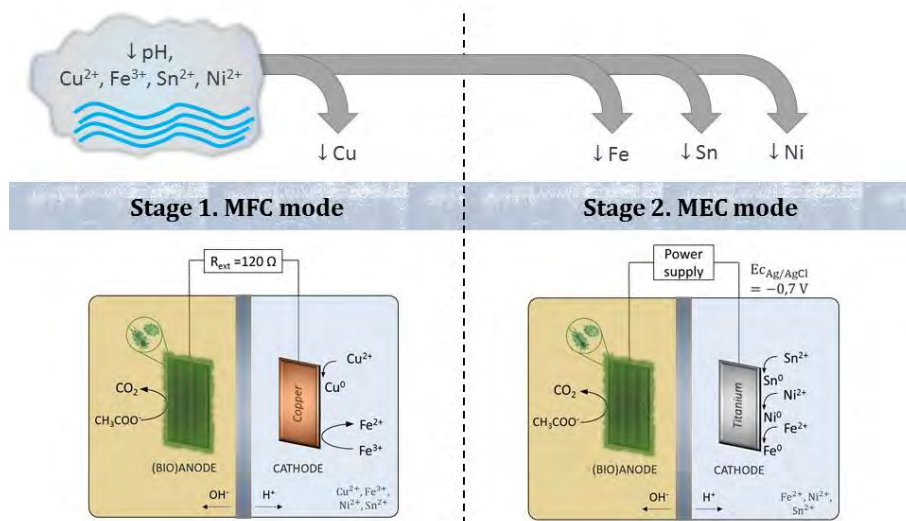 ↓ pH,
Cu²⁺, Fe³⁺, Sn²⁺, Ni²⁺
↓ Cu
↓ Fe
↓ Sn
↓ Ni
Stage 1. MFC mode
Stage 2. MEC mode
R_ext =120 Ω
CO₂
CH₃COO⁻
Copper
Cu²⁺
Cu⁰
Fe²⁺
Fe³⁺
(BIO)ANODE
CATHODE
OH⁻
H⁺
Cu²⁺, Fe³⁺,
Ni²⁺, Sn²⁺
Power
supply
Ec_Ag/AgCl
= −0,7 V
CO₂
CH₃COO⁻
Titanium
Sn²⁺
Sn⁰
Ni²⁺
Ni⁰
Fe²⁺
Fe⁰
(BIO)ANODE
CATHODE
OH⁻
H⁺
Fe²⁺, Ni²⁺,
Sn²⁺